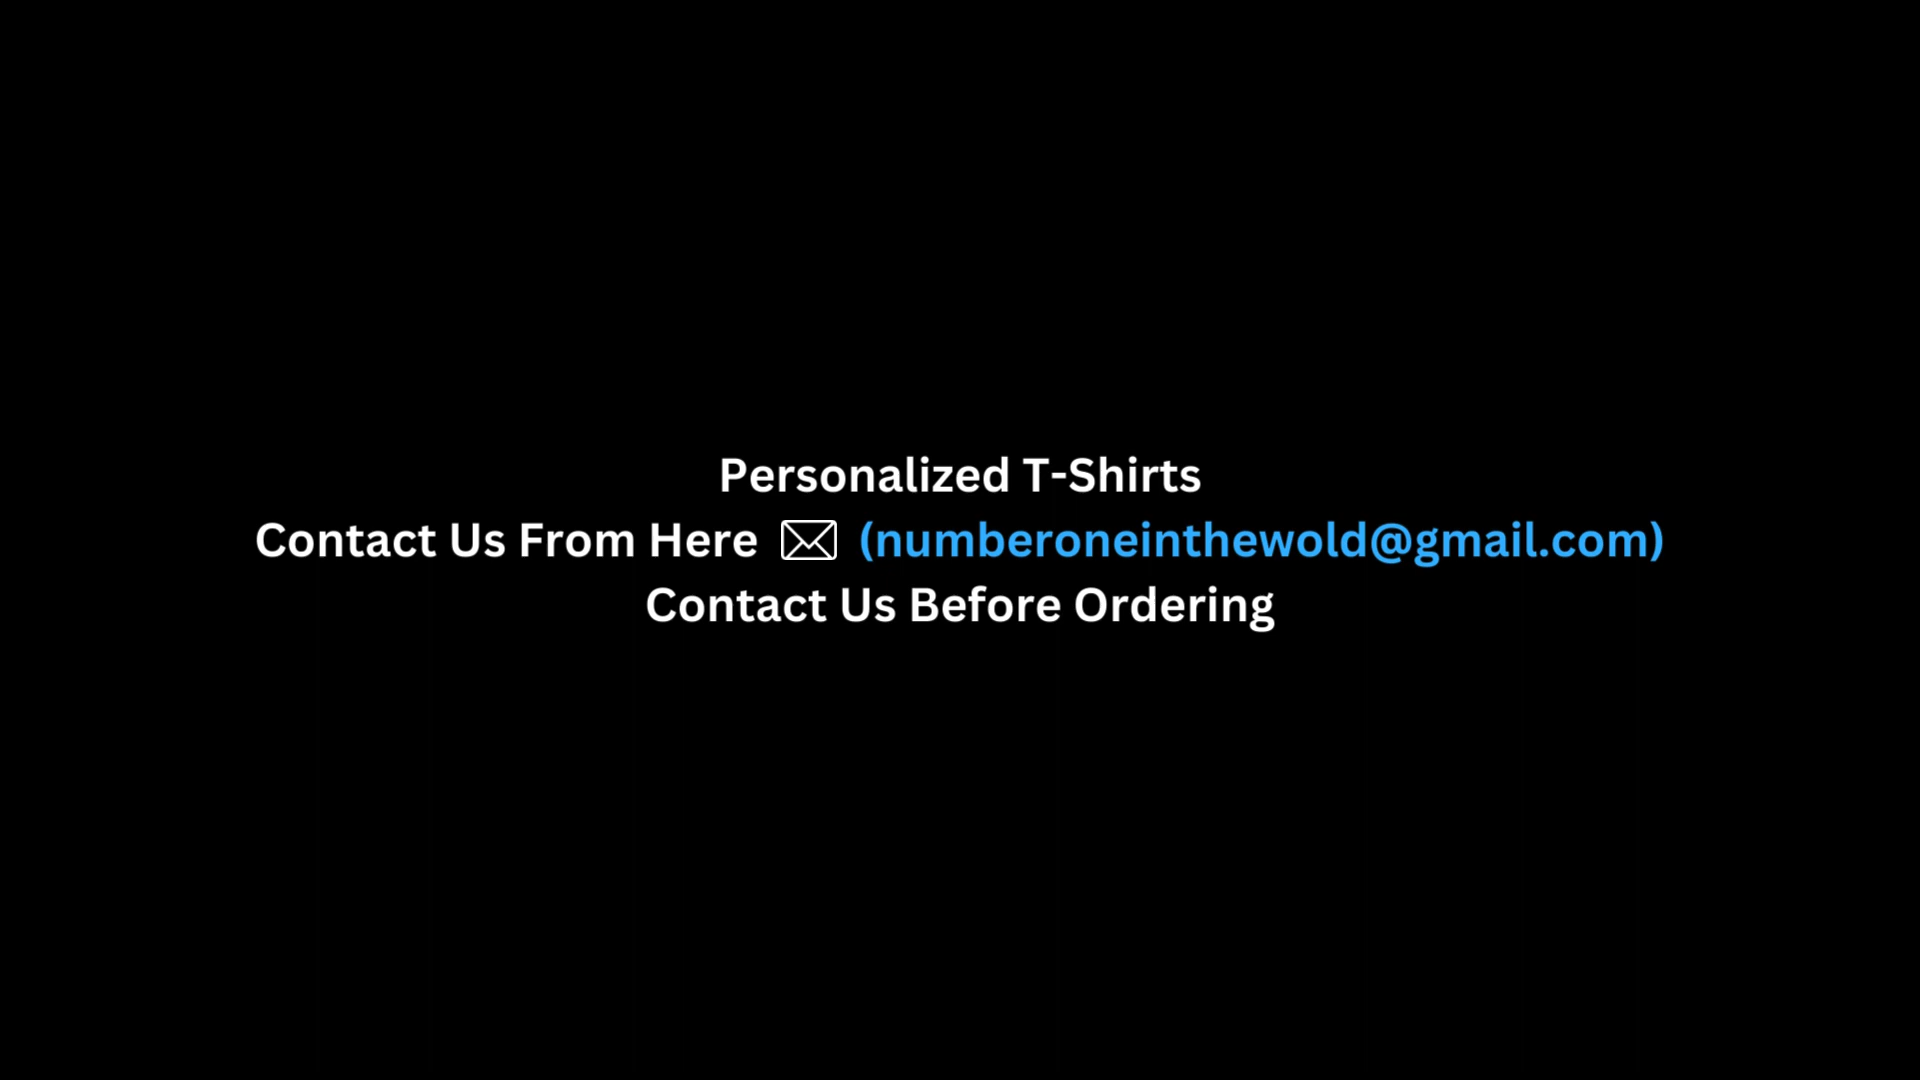 Personalized T-Shirts
Contact Us From Here ✉ (numberoneinthewold@gmail.com)
Contact Us Before Ordering